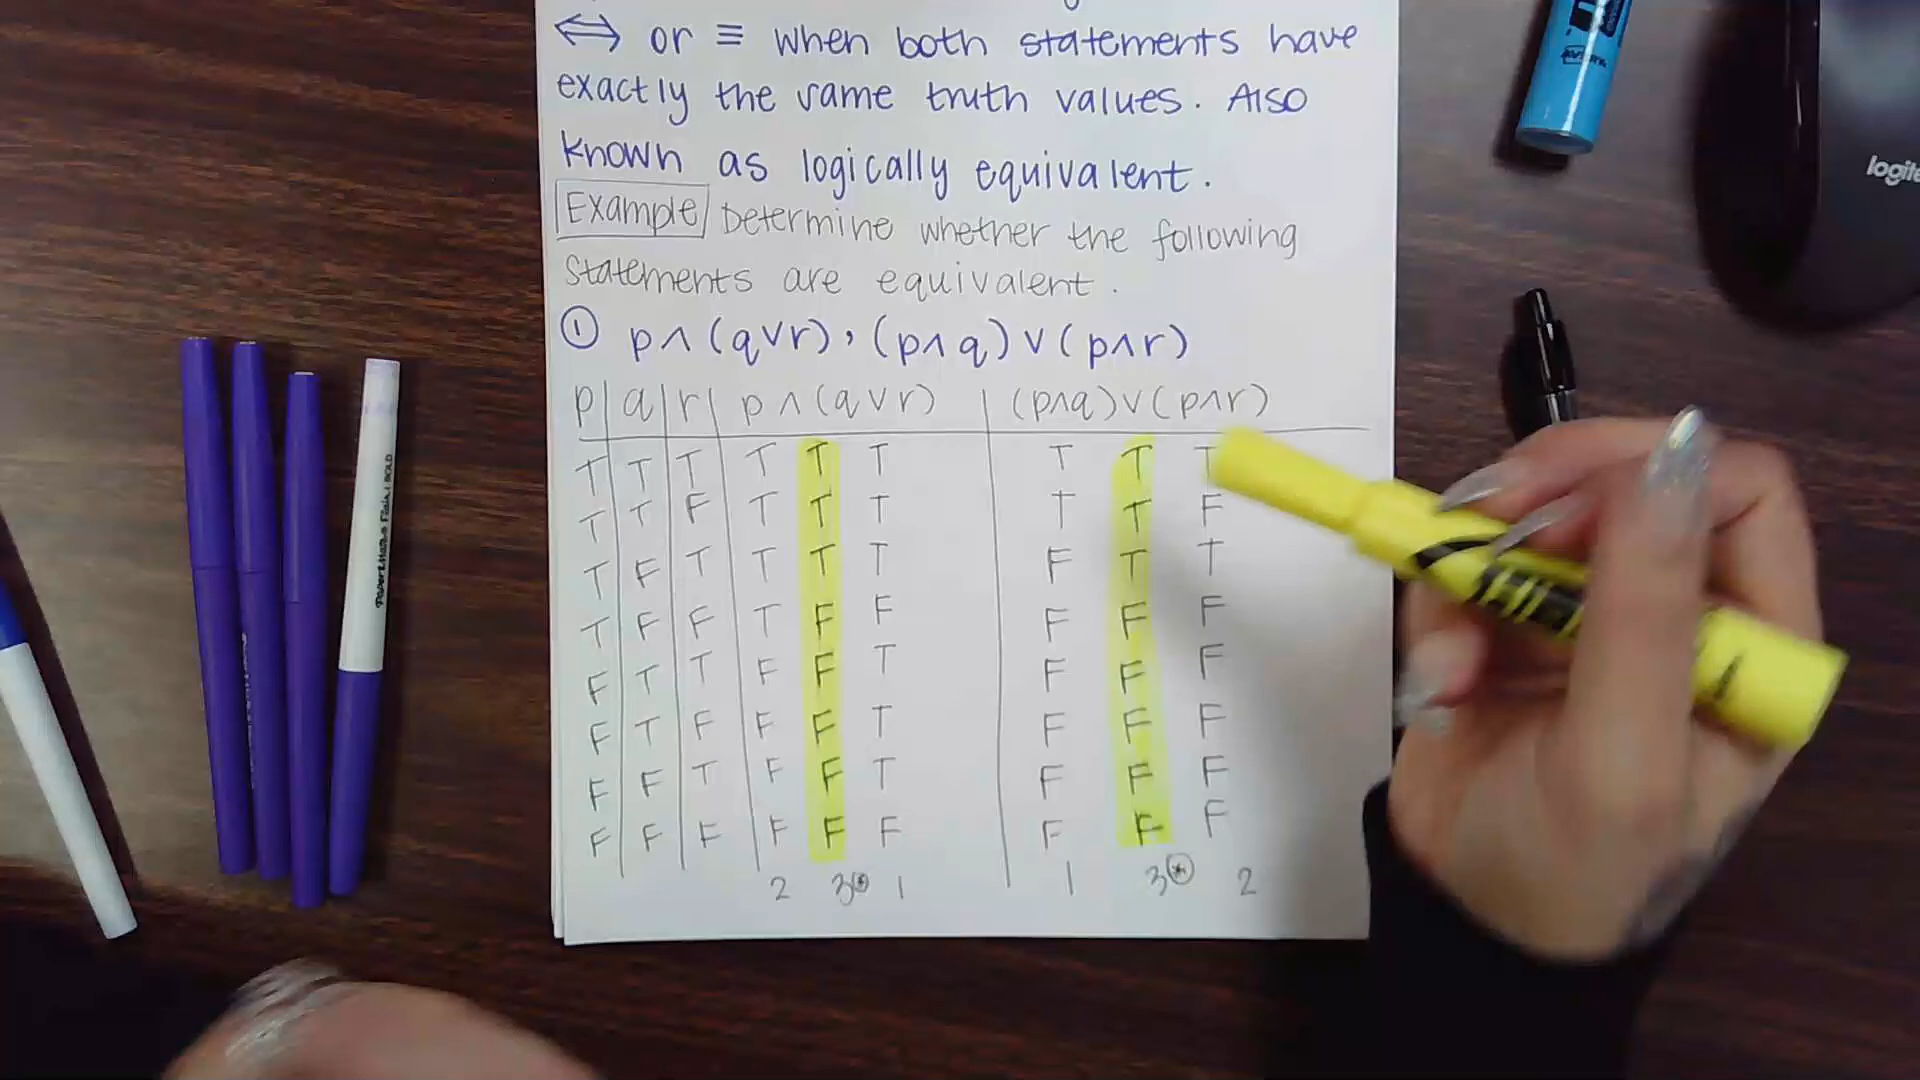 ⟺ or ≡ when both statements have
exactly the same truth values. Also
known as logically equivalent.
Example Determine whether the following
statements are equivalent.
① p∧(q∨r), (p∧q)∨(p∧r)
p q r p∧(q∨r) (p∧q)∨(p∧r)
T T T T T T T T T
T T F T T T T T F
T F T T T T F T T
T F F T F F F F F
F T T F F T F F F
F T F F F T F F F
F F T F F T F F F
F F F F F F F F F
2 3⊛ 1 1 3⊛ 2
AVERY